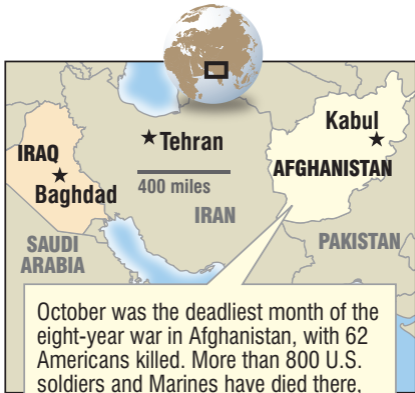 Kabul
Tehran
IRAQ
AFGHANISTAN
Baghdad
400 miles
IRAN
SAUDI
ARABIA
PAKISTAN
October was the deadliest month of the
eight-year war in Afghanistan, with 62
Americans killed. More than 800 U.S.
soldiers and Marines have died there,